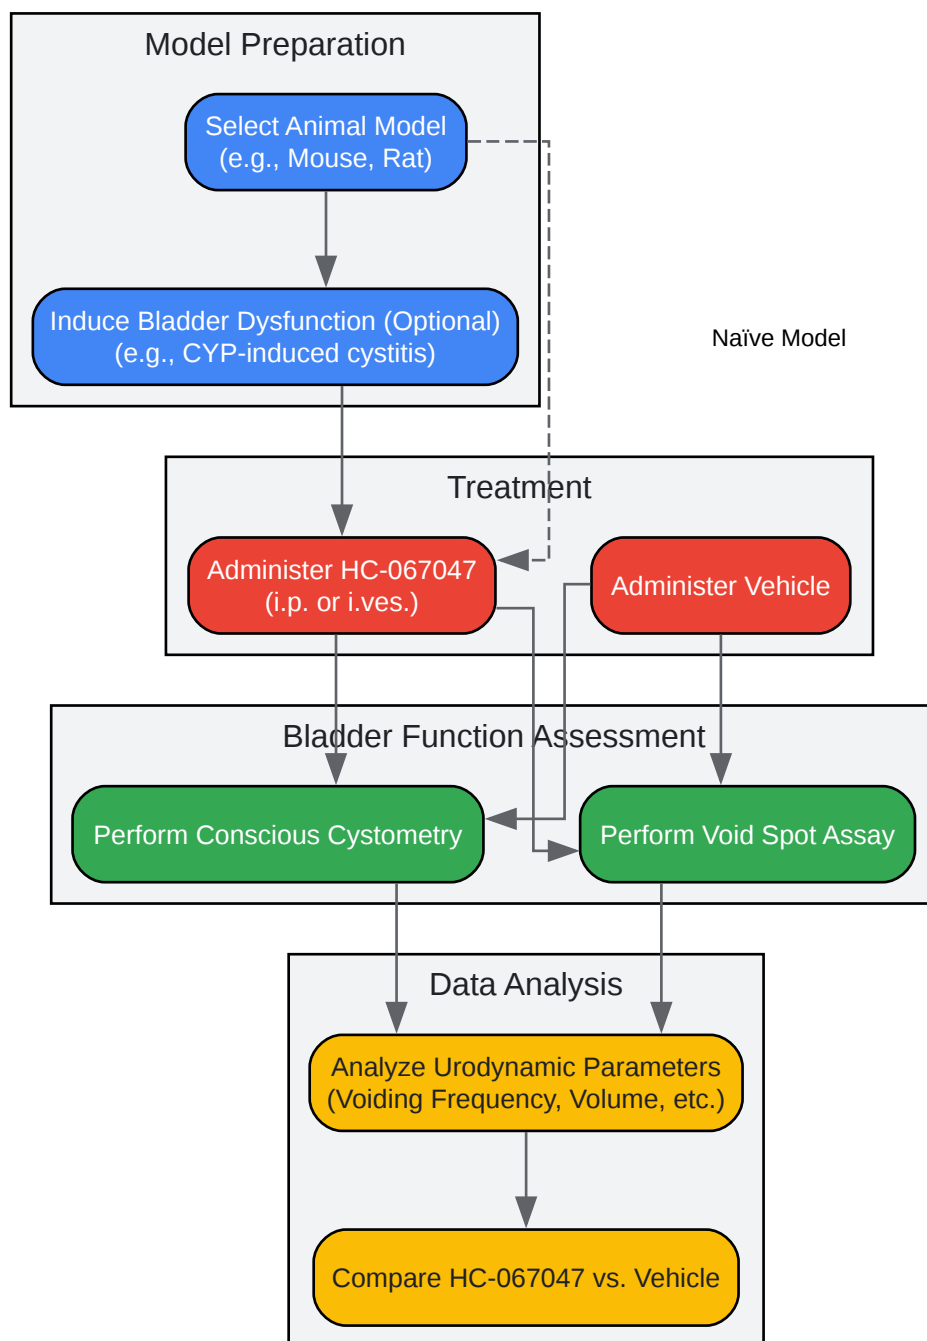 Model Preparation
Select Animal Model
(e.g., Mouse, Rat)
Induce Bladder Dysfunction (Optional)
(e.g., CYP-induced cystitis)
Naïve Model
Treatment
Administer HC-067047
(i.p. or i.ves.)
Administer Vehicle
Bladder Function Assessment
Perform Conscious Cystometry
Perform Void Spot Assay
Data Analysis
Analyze Urodynamic Parameters
(Voiding Frequency, Volume, etc.)
Compare HC-067047 vs. Vehicle